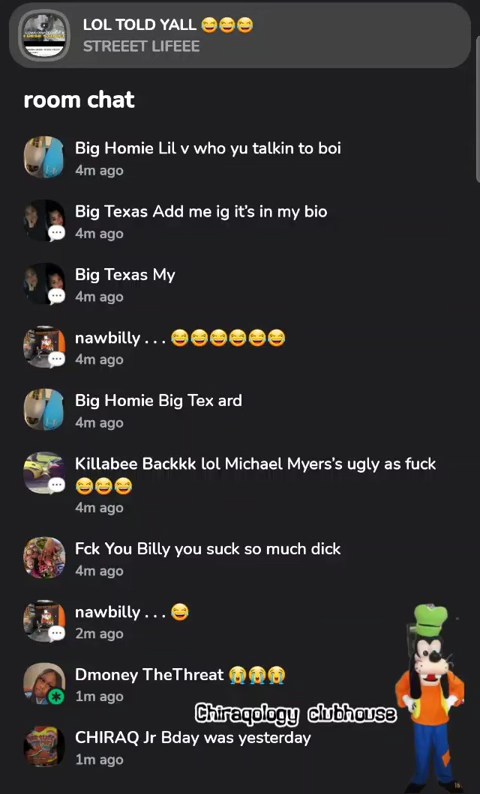 LOL TOLD YALL 😂😂😂
STREEET LIFEEE
room chat
Big Homie Lil v who yu talkin to boi
4m ago
Big Texas Add me ig it's in my bio
4m ago
Big Texas My
4m ago
nawbilly . . . 😂😂😂😂😂😂
4m ago
Big Homie Big Tex ard
4m ago
Killabee Backkk lol Michael Myers's ugly as fuck
😂😂😂
4m ago
Fck You Billy you suck so much dick
4m ago
nawbilly . . . 😂
2m ago
Dmoney TheThreat 😭😭😭
1m ago
Chiraqology clubhouse
CHIRAQ Jr Bday was yesterday
1m ago